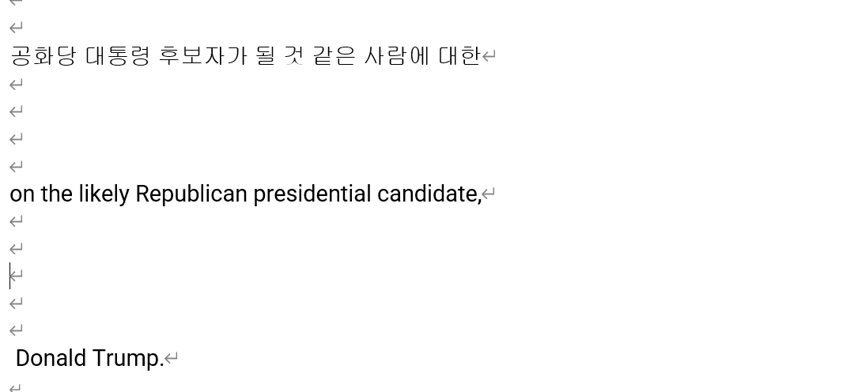 공화당 대통령 후보자가 될 것 같은 사람에 대한
on the likely Republican presidential candidate,
Donald Trump.